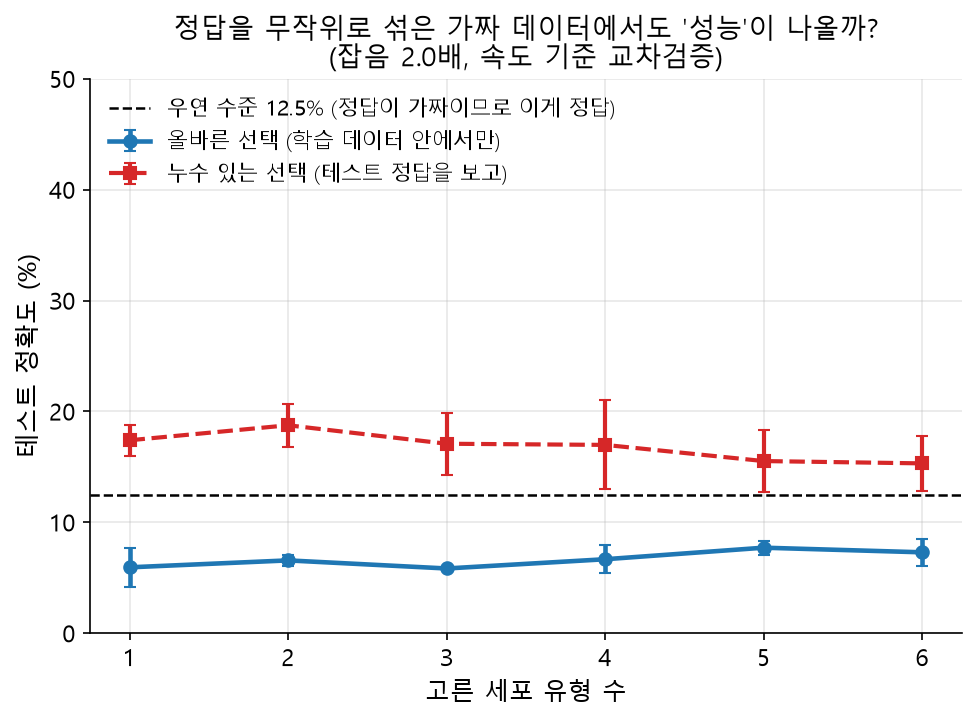 정답을 무작위로 섞은 가짜 데이터에서도 '성능'이 나올까?
(잡음 2.0배, 속도 기준 교차검증)
우연 수준 12.5% (정답이 가짜이므로 이게 정답)
올바른 선택 (학습 데이터 안에서만)
누수 있는 선택 (테스트 정답을 보고)
테스트 정확도 (%)
50
40
30
20
10
0
1 2 3 4 5 6
고른 세포 유형 수